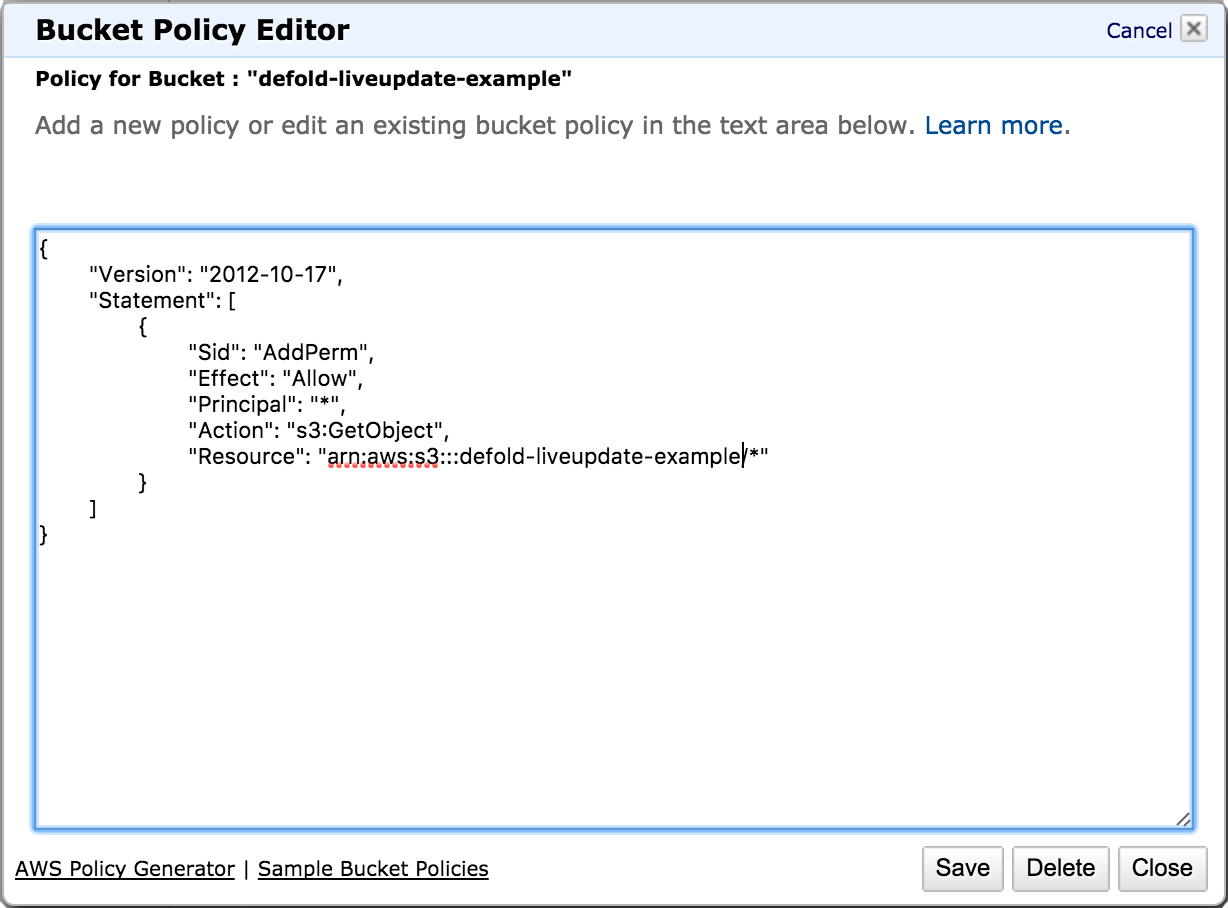 Bucket Policy Editor
Cancel
Policy for Bucket : "defold-liveupdate-example"
Add a new policy or edit an existing bucket policy in the text area below. Learn more.
{
"Version": "2012-10-17",
"Statement": [
{
"Sid": "AddPerm",
"Effect": "Allow",
"Principal": "*",
"Action": "s3:GetObject",
"Resource": "arn:aws:s3:::defold-liveupdate-example/*"
}
]
}
AWS Policy Generator | Sample Bucket Policies
Save Delete Close